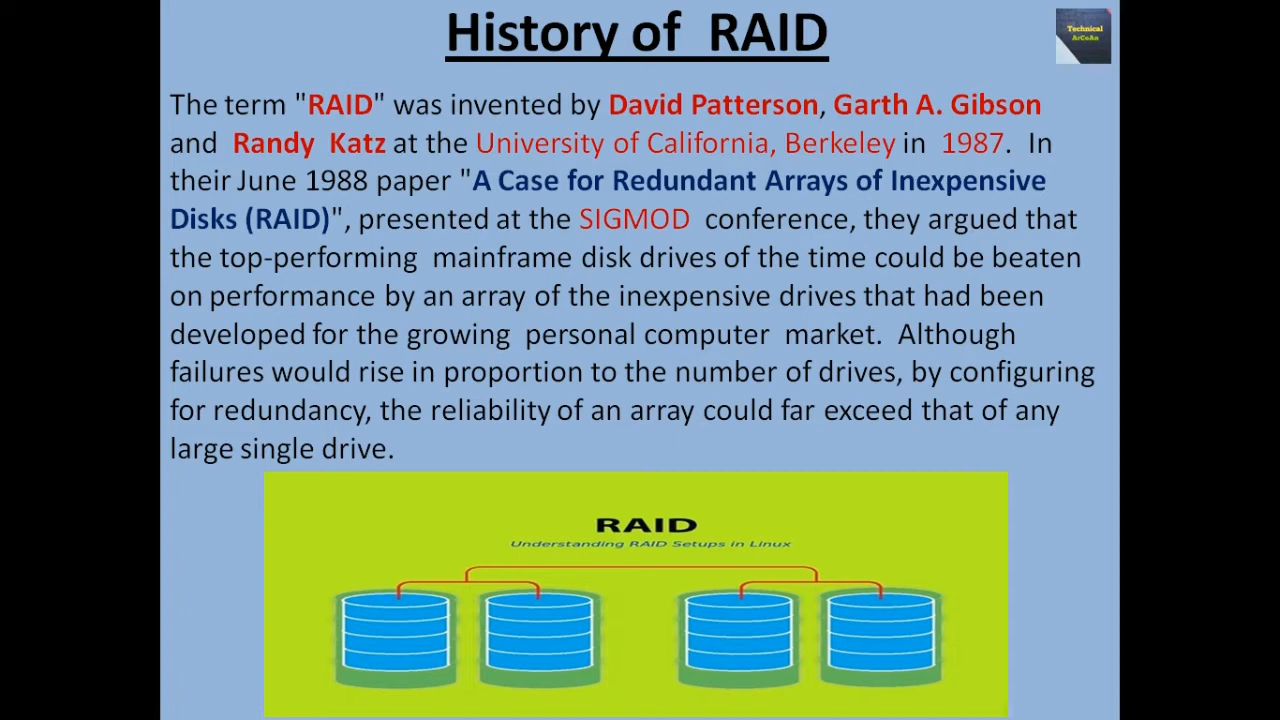 History of RAID
Technical
ArCoAn
The term "RAID" was invented by David Patterson, Garth A. Gibson
and Randy Katz at the University of California, Berkeley in 1987. In
their June 1988 paper "A Case for Redundant Arrays of Inexpensive
Disks (RAID)", presented at the SIGMOD conference, they argued that
the top-performing mainframe disk drives of the time could be beaten
on performance by an array of the inexpensive drives that had been
developed for the growing personal computer market. Although
failures would rise in proportion to the number of drives, by configuring
for redundancy, the reliability of an array could far exceed that of any
large single drive.
RAID
Understanding RAID Setups in Linux